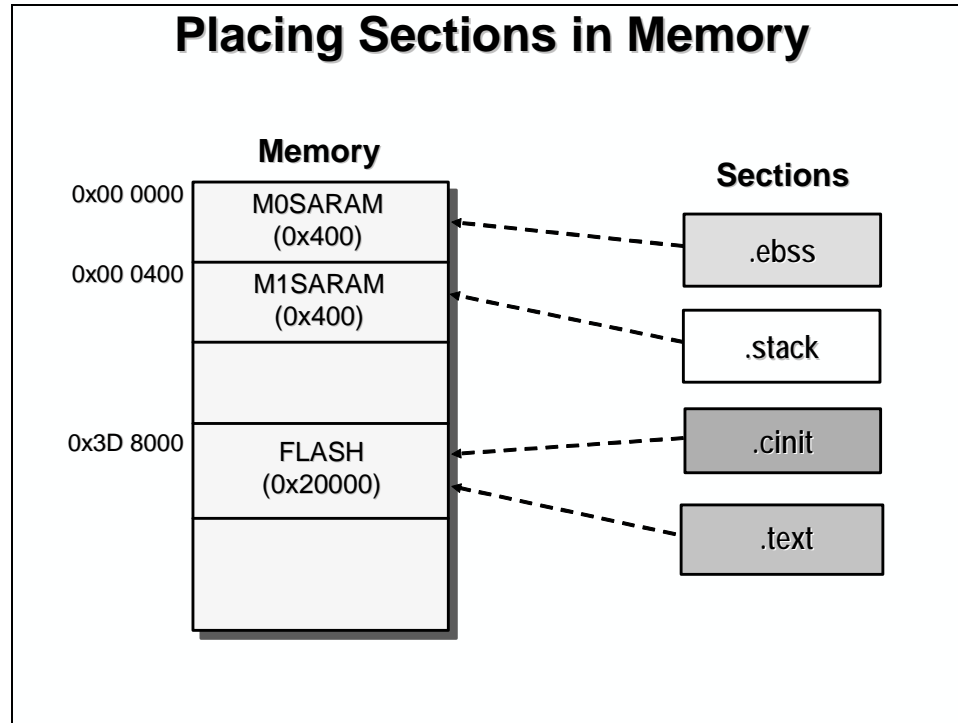 Placing Sections in Memory
Memory
Sections
0x00 0000
M0SARAM
(0x400)
.ebss
0x00 0400
M1SARAM
(0x400)
.stack
0x3D 8000
FLASH
(0x20000)
.cinit
.text